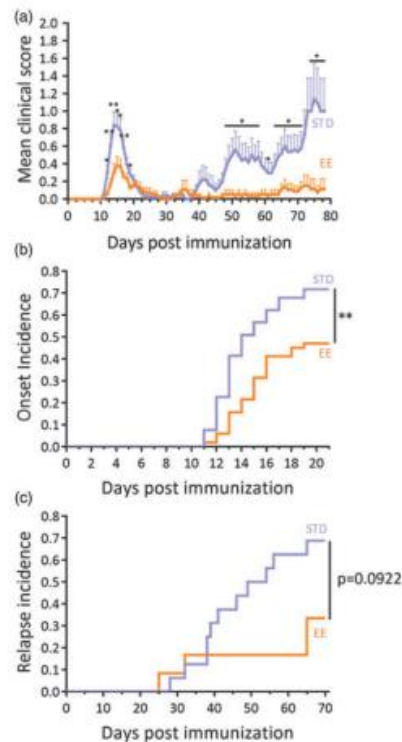 (a)
2.0
1.8
1.6
1.4
1.2
1.0
0.8
0.6
0.4
0.2
0.0
Mean clinical score
**
*
*
**
**
*
*
*
*
*
STD
EE
0 10 20 30 40 50 60 70 80
Days post immunization
(b)
0.8
0.7
0.6
0.5
0.4
0.3
0.2
0.1
0.0
Onset Incidence
STD
**
EE
0 2 4 6 8 10 12 14 16 18 20
Days post immunization
(c)
0.8
0.7
0.6
0.5
0.4
0.3
0.2
0.1
0.0
Relapse incidence
STD
p=0.0922
EE
0 10 20 30 40 50 60 70
Days post immunization